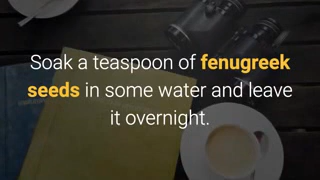 Soak a teaspoon of fenugreek
seeds in some water and leave
it overnight.